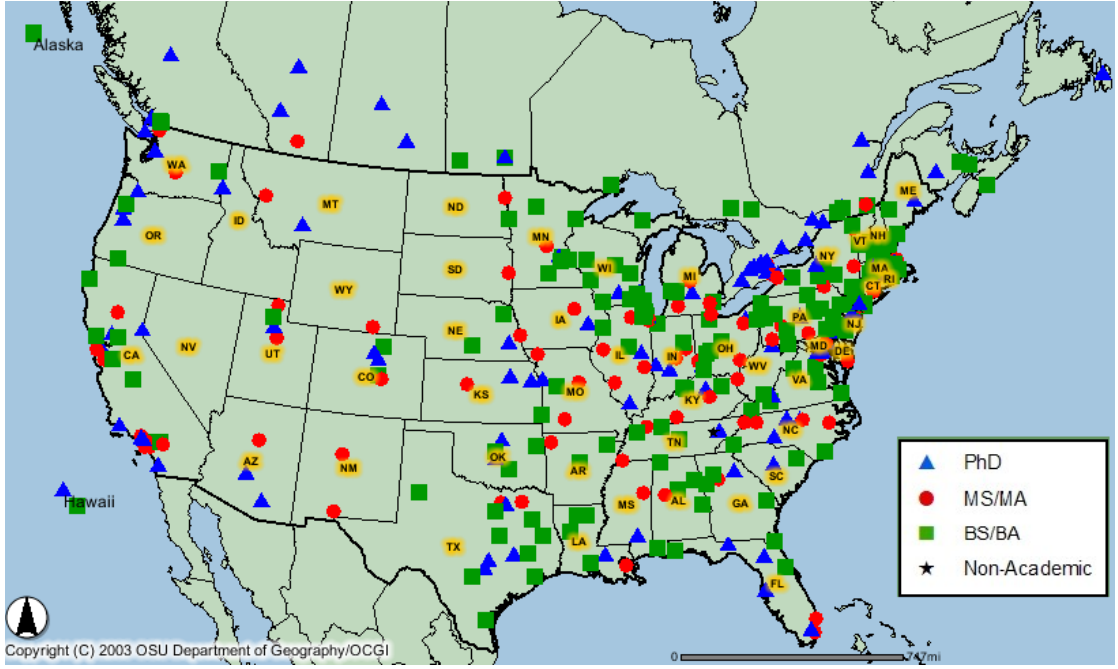 Alaska
WA
MT
ND
ME
OR
ID
MN
VT
NH
SD
WI
MI
NY
MA
RI
WY
CT
NE
IA
PA
NJ
NV
UT
CA
IL
IN
OH
MD
DE
CO
WV
KS
MO
VA
KY
NC
TN
OK
AZ
NM
AR
SC
MS
AL
GA
Hawaii
TX
LA
FL
PhD
MS/MA
BS/BA
Non-Academic
Copyright (C) 2003 OSU Department of Geography/OCGI
0
747mi